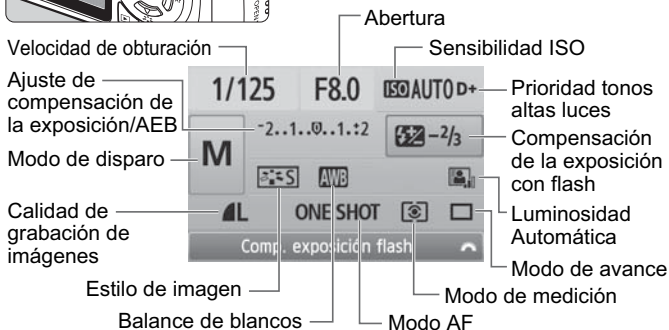 Abertura
Velocidad de obturación
Sensibilidad ISO
Ajuste de
compensación de
la exposición/AEB
1/125 F8.0 ISO AUTO D+
Prioridad tonos
altas luces
-2..1..0..1.:2
-2/3
Compensación
de la exposición
con flash
Modo de disparo
M
S AWB
Luminosidad
Automática
Calidad de
grabación de
imágenes
L ONE SHOT
Comp. exposición flash
Modo de avance
Estilo de imagen
Modo de medición
Balance de blancos
Modo AF